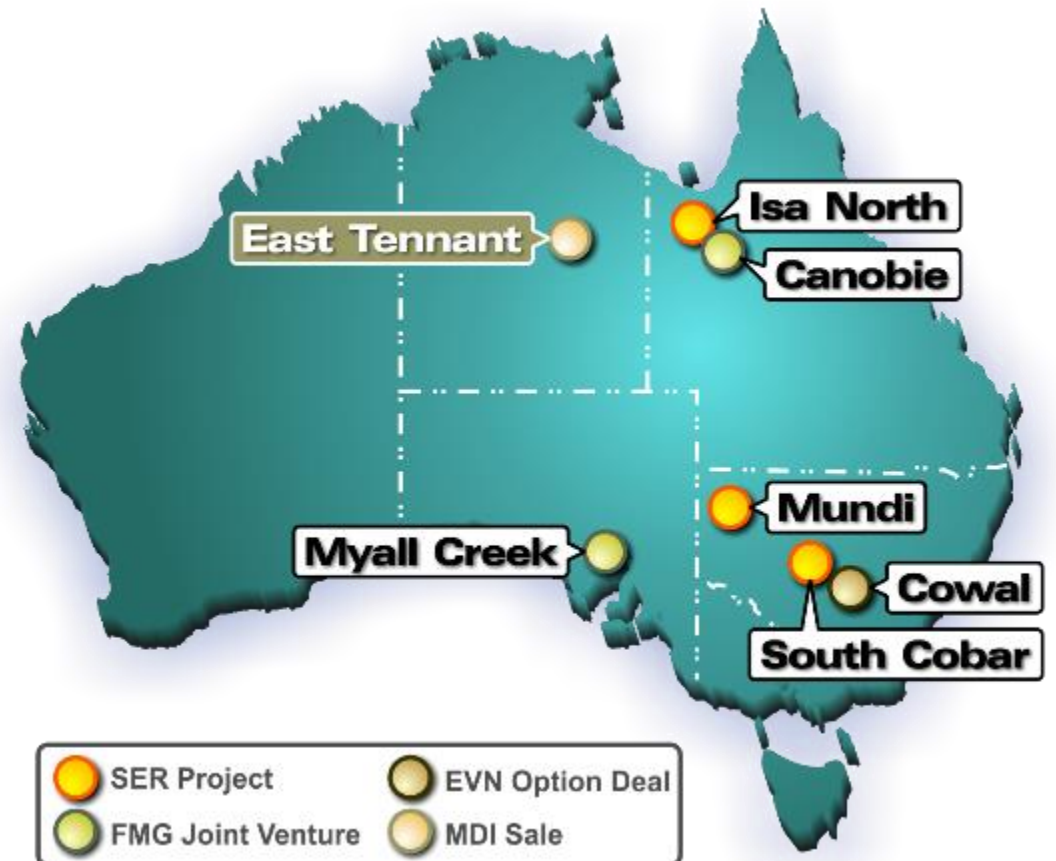 Isa North
East Tennant
Canobie
Mundi
Myall Creek
Cowal
South Cobar
SER Project
EVN Option Deal
FMG Joint Venture
MDI Sale